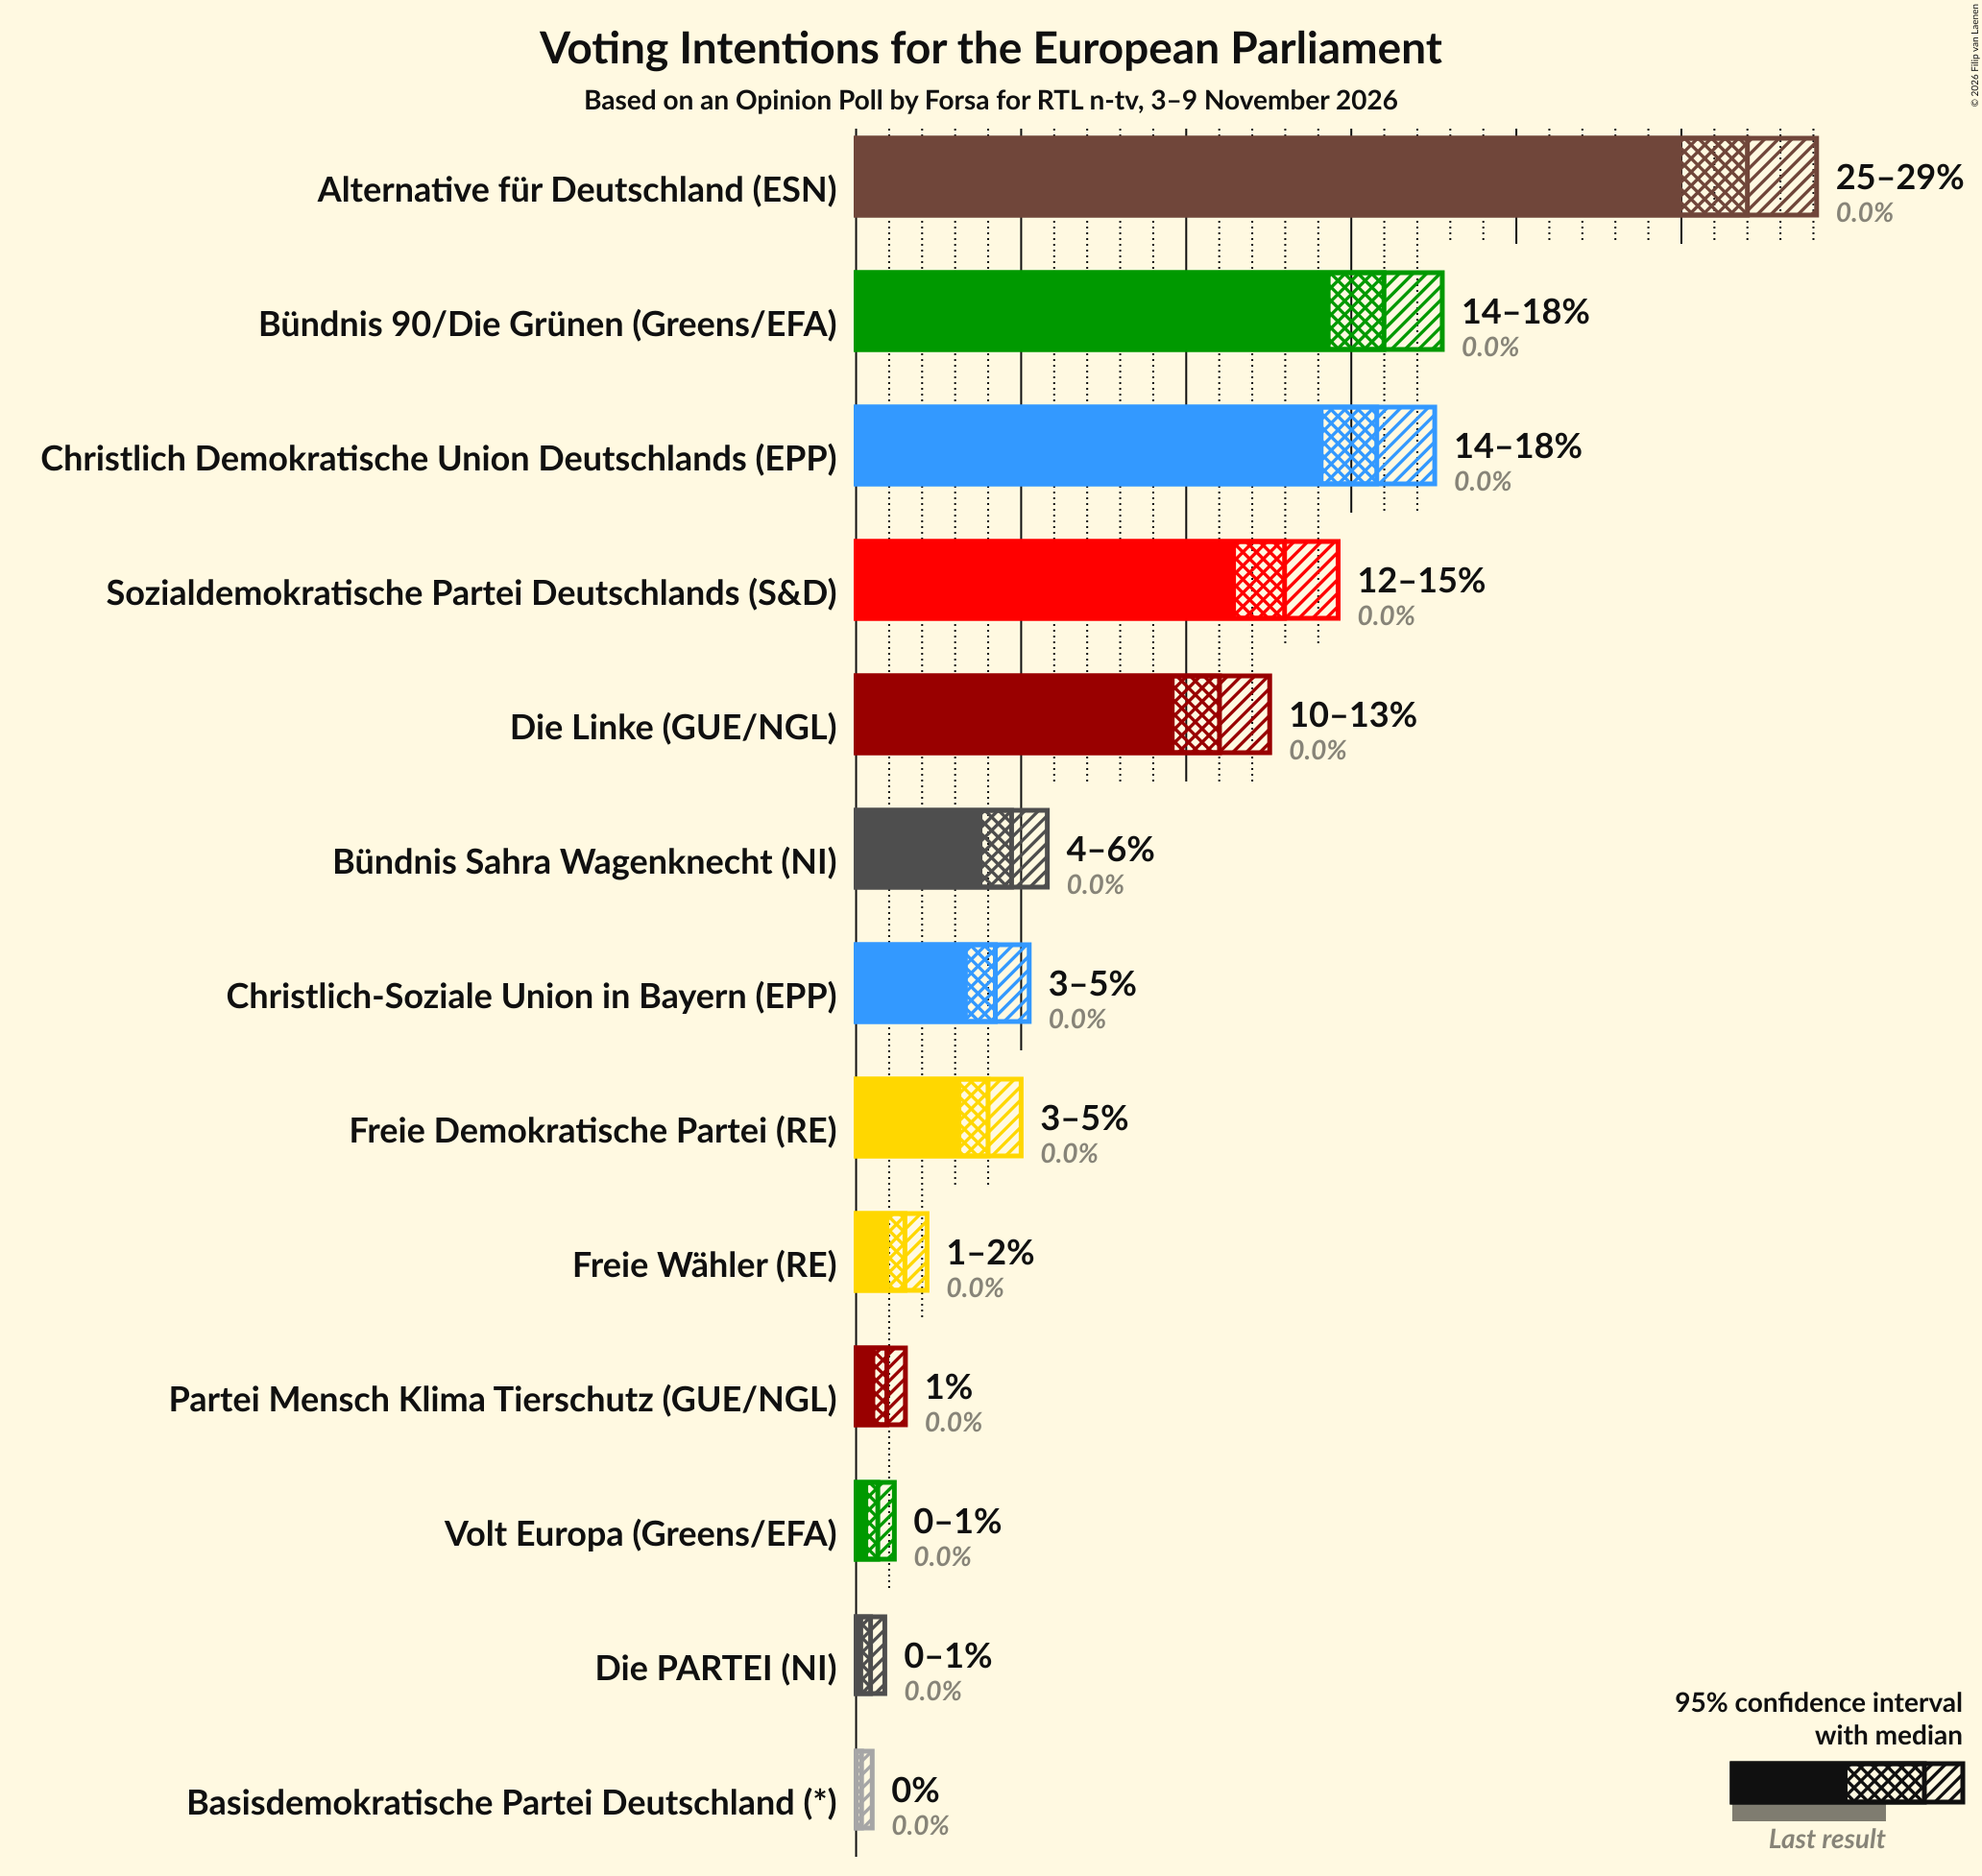 Voting Intentions for the European Parliament
Based on an Opinion Poll by Forsa for RTL n-tv, 3–9 November 2026
© 2026 Filip van Laenen
Alternative für Deutschland (ESN)
25–29%
0.0%
Bündnis 90/Die Grünen (Greens/EFA)
14–18%
0.0%
Christlich Demokratische Union Deutschlands (EPP)
14–18%
0.0%
Sozialdemokratische Partei Deutschlands (S&D)
12–15%
0.0%
Die Linke (GUE/NGL)
10–13%
0.0%
Bündnis Sahra Wagenknecht (NI)
4–6%
0.0%
Christlich-Soziale Union in Bayern (EPP)
3–5%
0.0%
Freie Demokratische Partei (RE)
3–5%
0.0%
Freie Wähler (RE)
1–2%
0.0%
Partei Mensch Klima Tierschutz (GUE/NGL)
1%
0.0%
Volt Europa (Greens/EFA)
0–1%
0.0%
Die PARTEI (NI)
0–1%
0.0%
Basisdemokratische Partei Deutschland (*)
0%
0.0%
95% confidence interval
with median
Last result